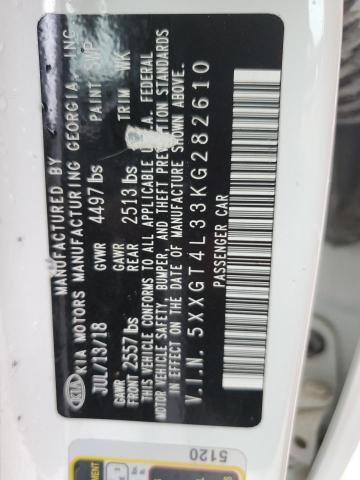 KIA
MANUFACTURED BY
KIA MOTORS MANUFACTURING GEORGIA, INC
JUL/13/18 GVWR 4497 lbs PAINT SWP
GAWR FRONT 2557 lbs GAWR REAR 2513 lbs TRIM WK
THIS VEHICLE CONFORMS TO ALL APPLICABLE U.S.A. FEDERAL
MOTOR VEHICLE SAFETY, BUMPER, AND THEFT PREVENTION STANDARDS
IN EFFECT ON THE DATE OF MANUFACTURE SHOWN ABOVE.
V.I.N. 5XXGT4L33KG282610
PASSENGER CAR
5120